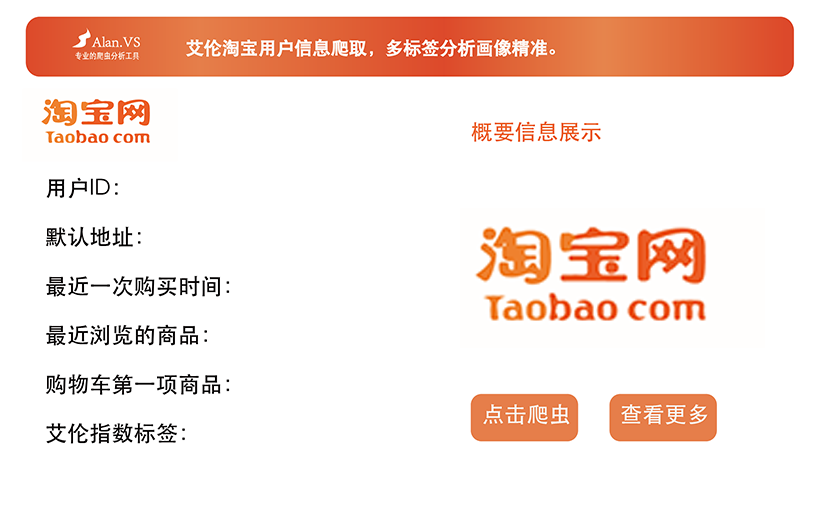 Alan.VS
专业的爬虫分析工具
艾伦淘宝用户信息爬取，多标签分析画像精准。
淘宝网
Taobao com
概要信息展示
用户ID：
默认地址：
最近一次购买时间：
最近浏览的商品：
购物车第一项商品：
艾伦指数标签：
淘宝网
Taobao com
点击爬虫
查看更多